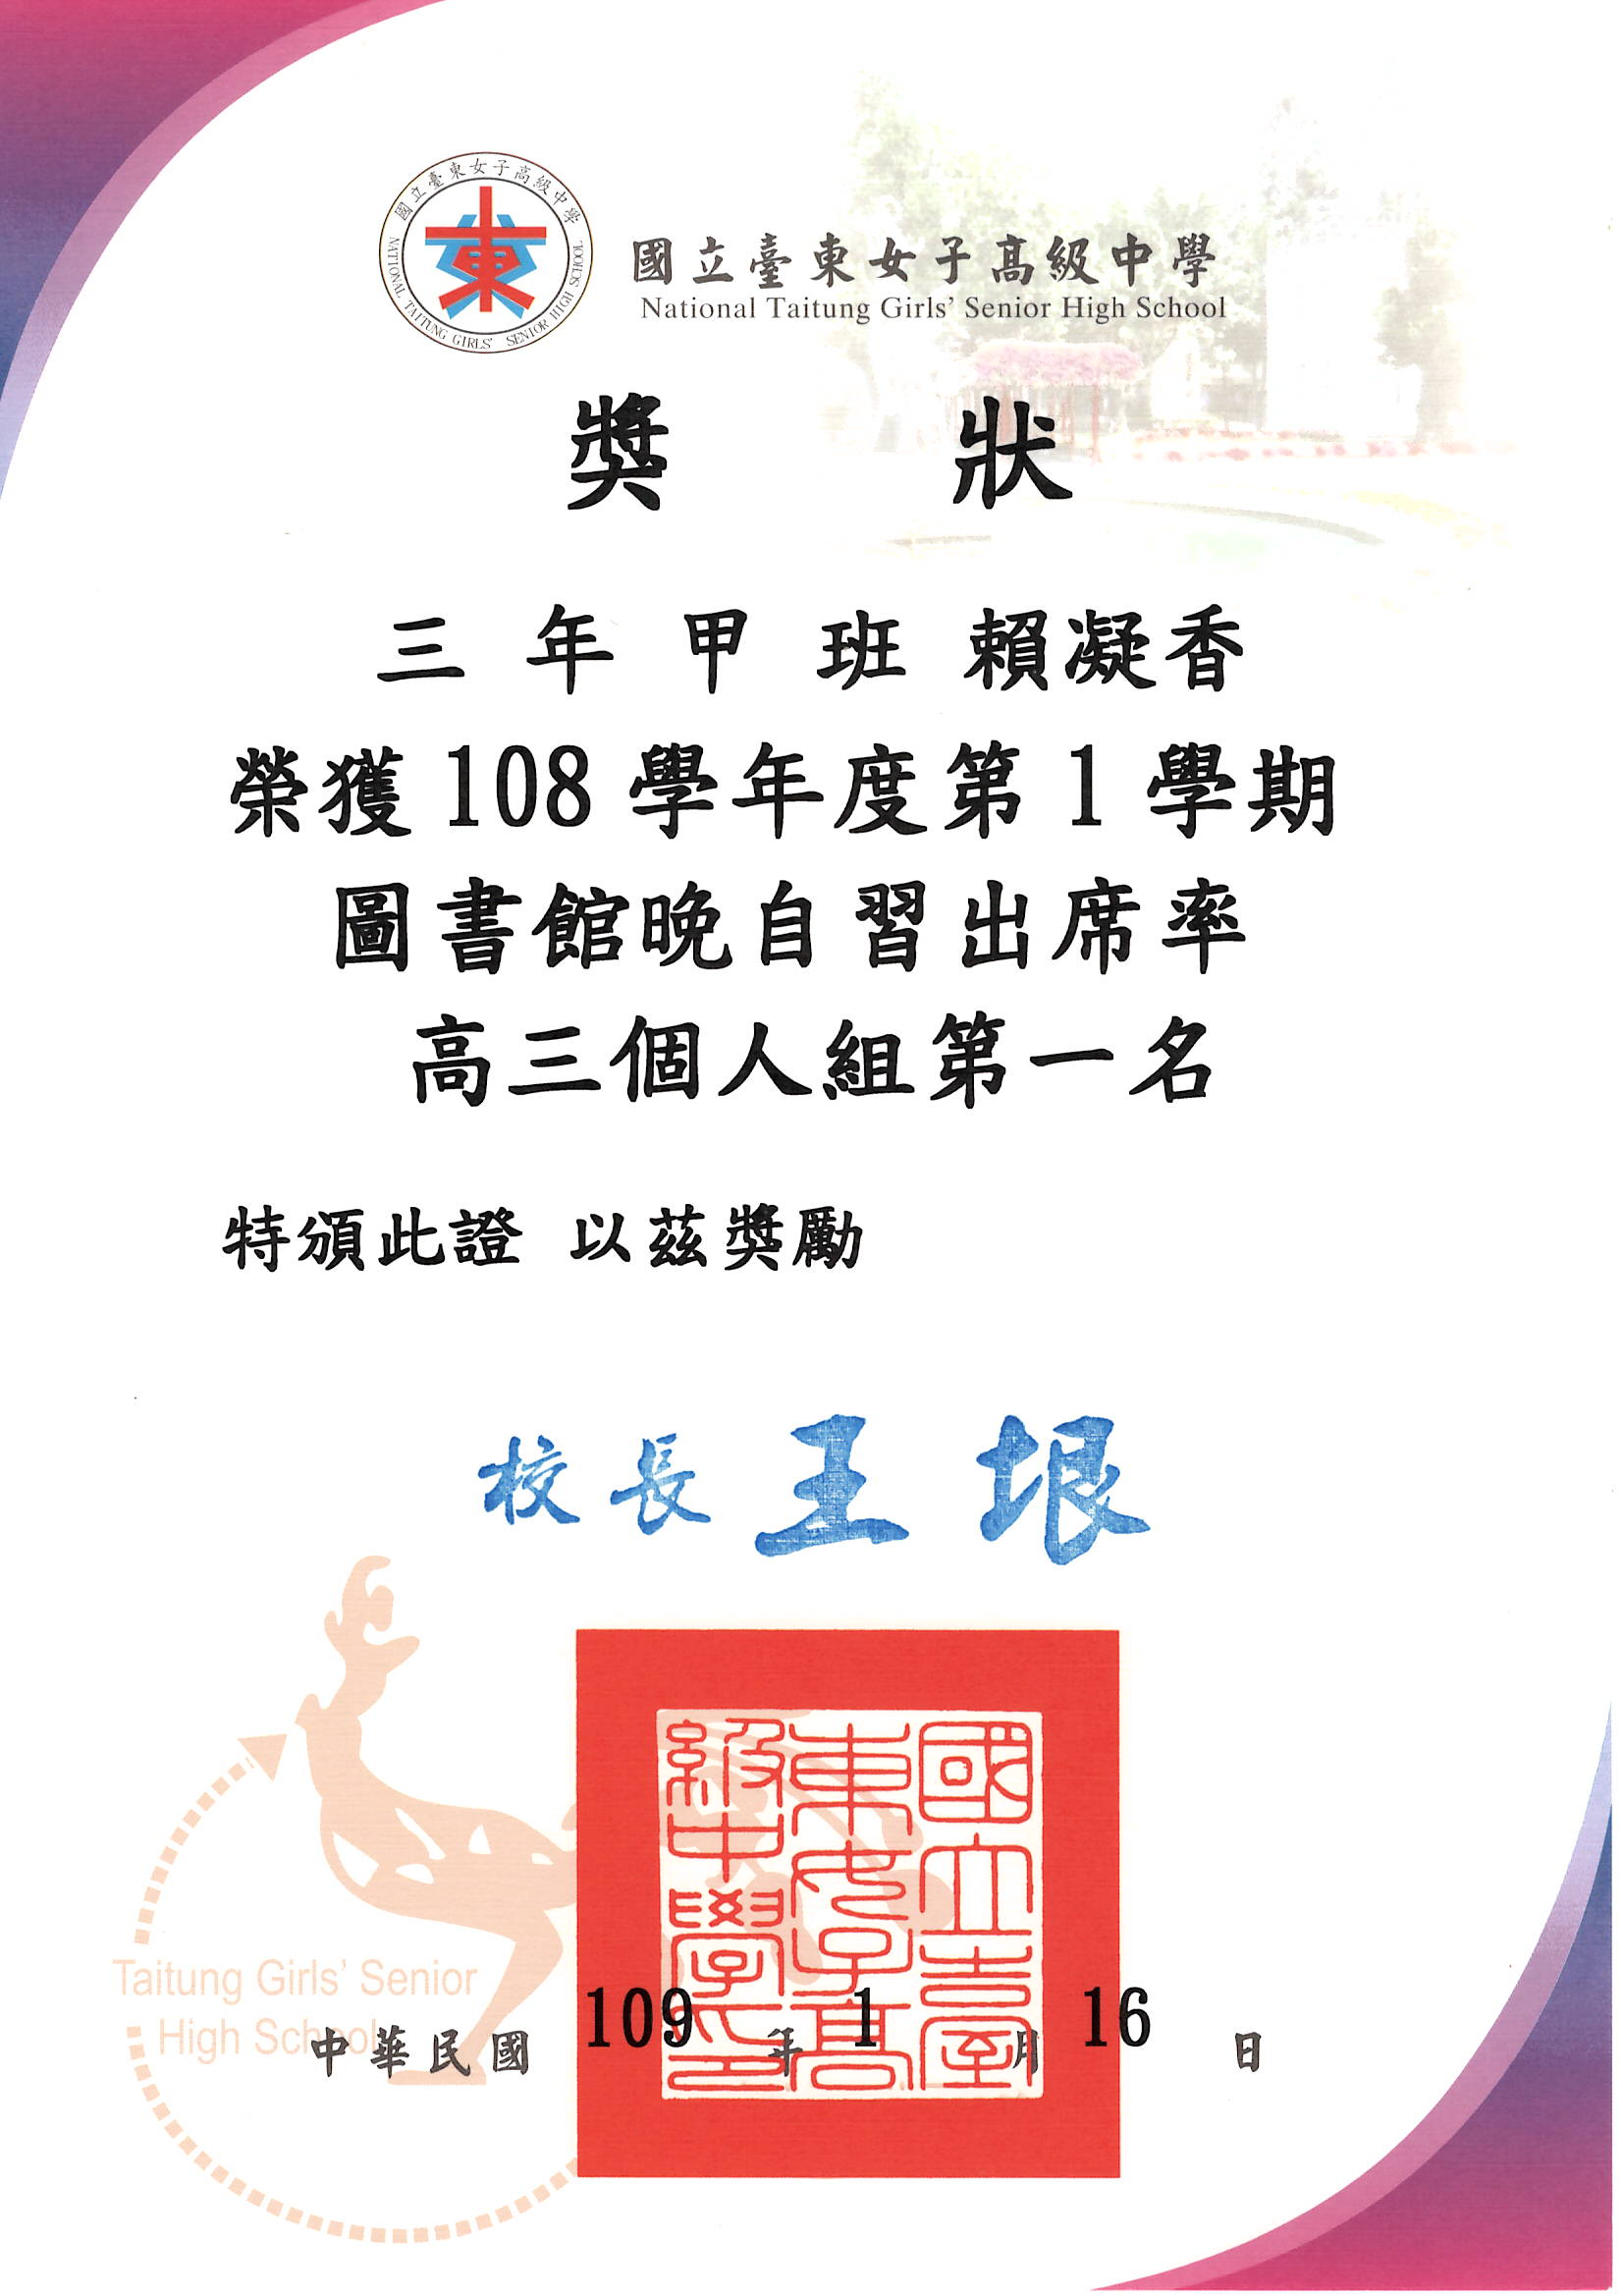 國立臺東女子高級中學
NATIONAL TAITUNG GIRLS' SENIOR HIGH SCHOOL
東
國立臺東女子高級中學
National Taitung Girls' Senior High School
獎 狀
三年甲班 賴凝香
榮獲 108 學年度第 1 學期
圖書館晚自習出席率
高三個人組第一名
特頒此證 以茲獎勵
校長 王垠
國立臺東女子高級中學印
Taitung Girls' Senior
High School
中華民國 109 年 1 月 16 日